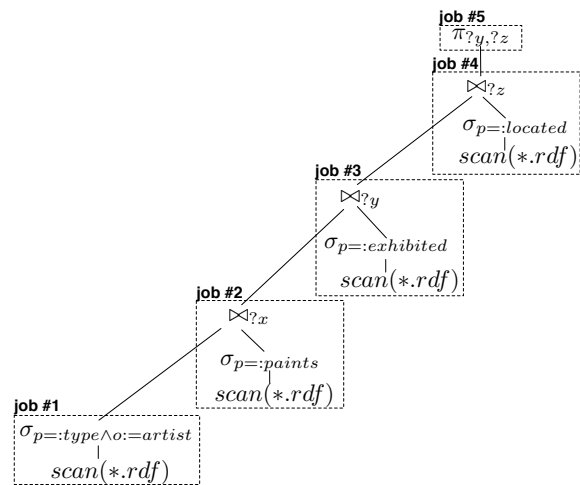 job #5
π?y,?z
job #4
⋈?z
σp=:located
scan(*.rdf)
job #3
⋈?y
σp=:exhibited
scan(*.rdf)
job #2
⋈?x
σp=:paints
scan(*.rdf)
job #1
σp=:type∧o:=artist
scan(*.rdf)